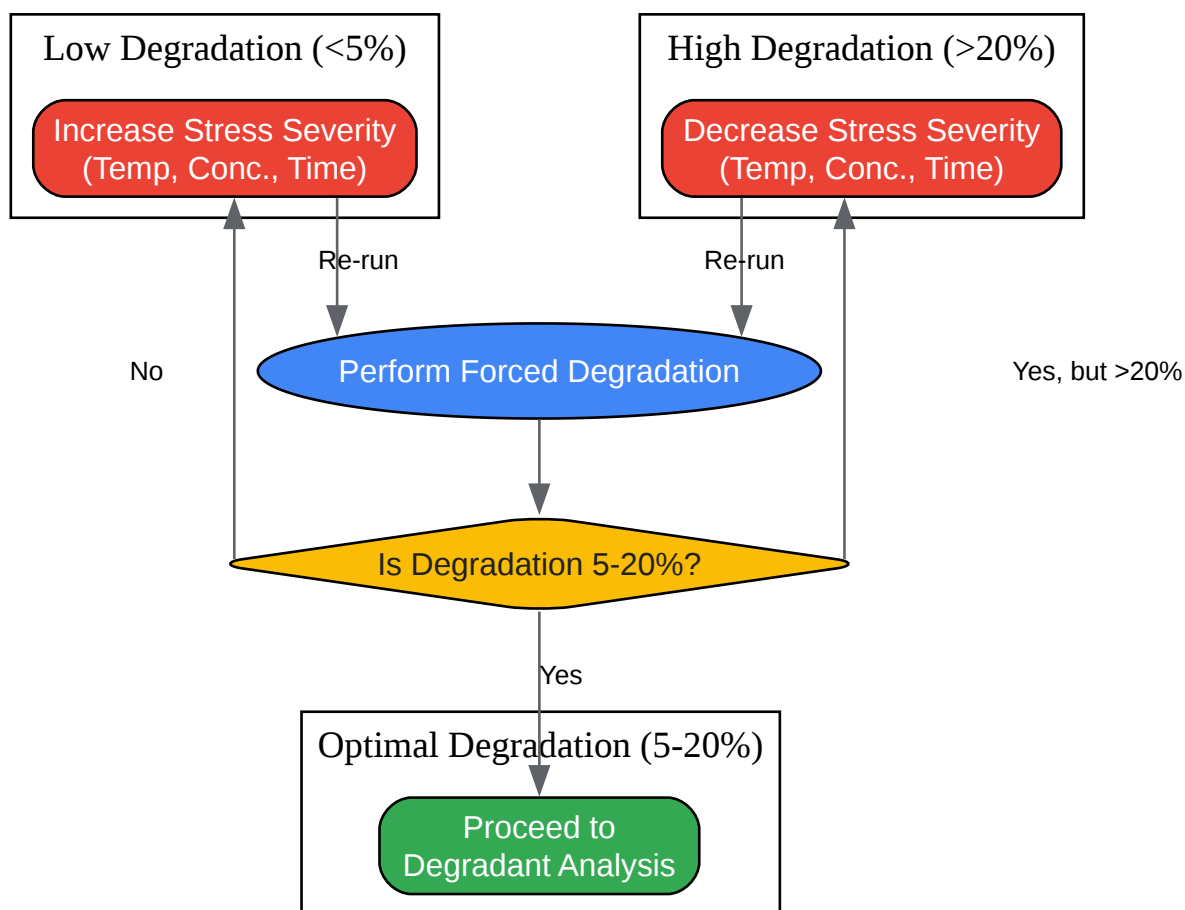 Low Degradation (<5%)
High Degradation (>20%)
Increase Stress Severity
(Temp, Conc., Time)
Decrease Stress Severity
(Temp, Conc., Time)
Re-run
Re-run
No
Perform Forced Degradation
Yes, but >20%
Is Degradation 5-20%?
Yes
Optimal Degradation (5-20%)
Proceed to
Degradant Analysis